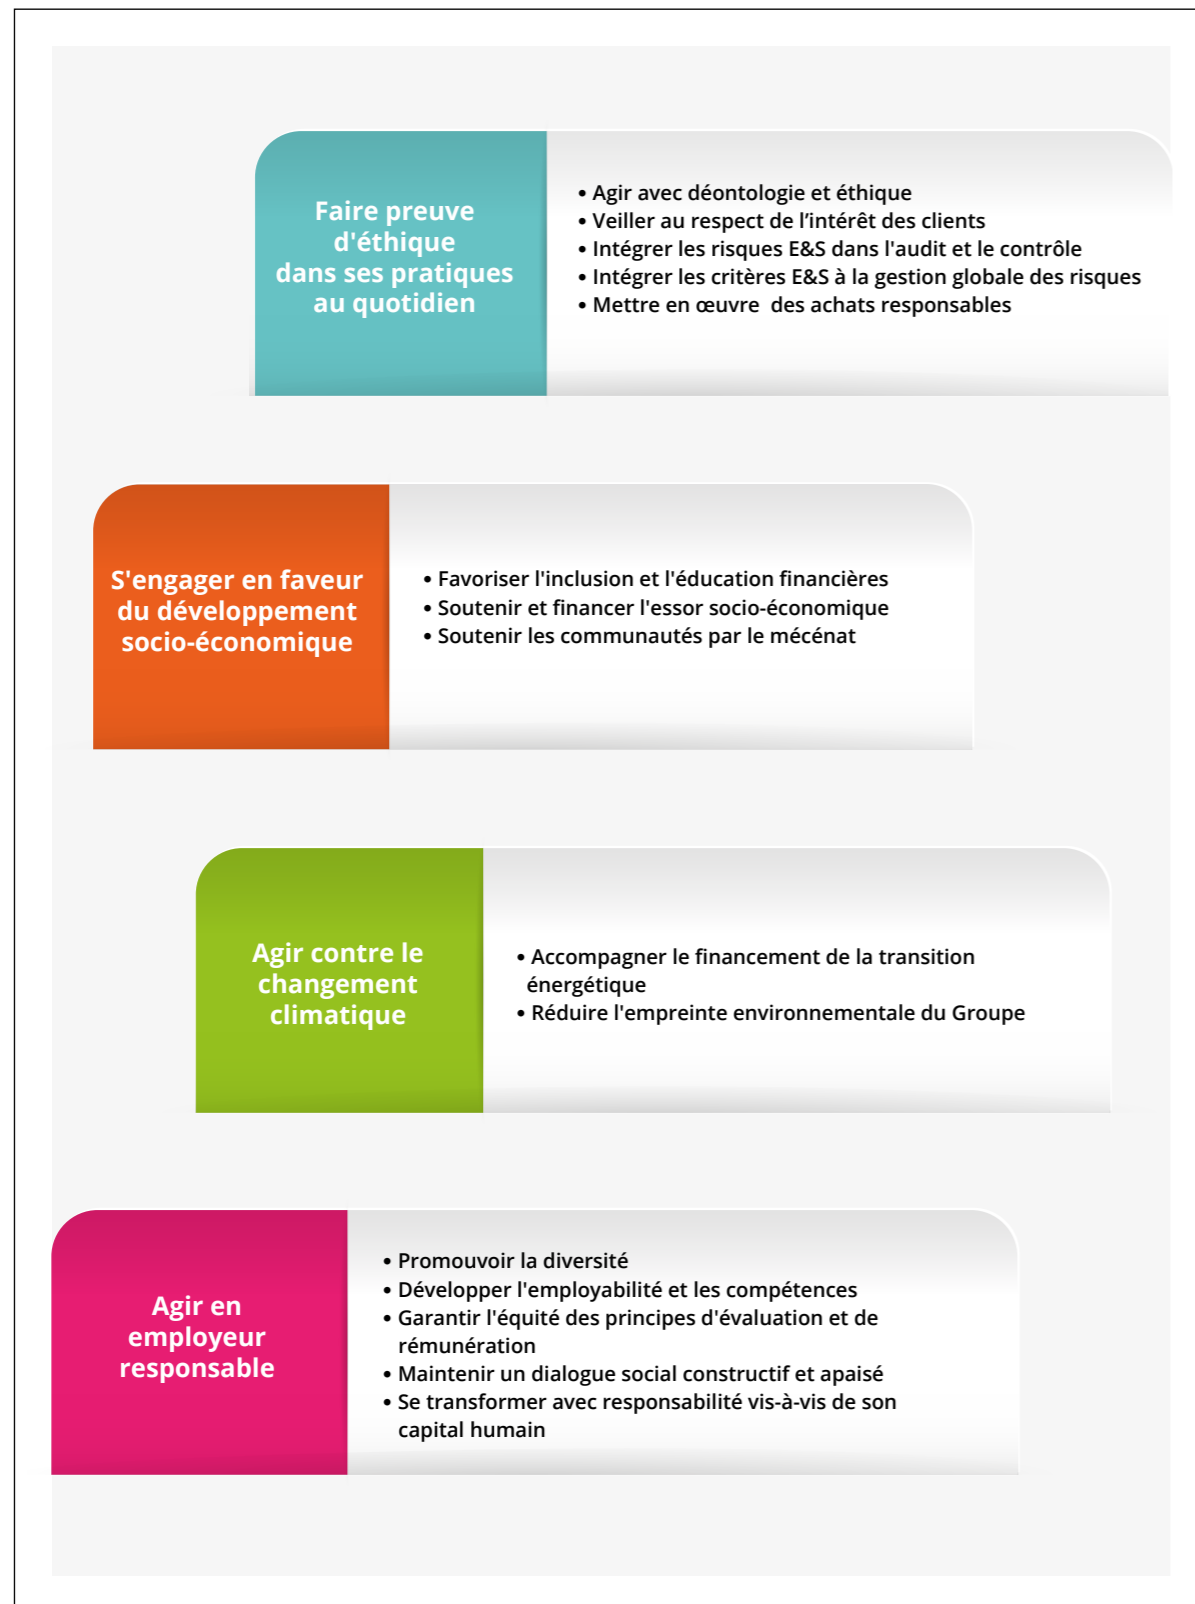 Faire preuve
d'éthique
dans ses pratiques
au quotidien
• Agir avec déontologie et éthique
• Veiller au respect de l’intérêt des clients
• Intégrer les risques E&S dans l'audit et le contrôle
• Intégrer les critères E&S à la gestion globale des risques
• Mettre en œuvre  des achats responsables
S'engager en faveur
du développement
socio-économique
• Favoriser l'inclusion et l'éducation financières
• Soutenir et financer l'essor socio-économique
• Soutenir les communautés par le mécénat
Agir contre le
changement
climatique
• Accompagner le financement de la transition
énergétique
• Réduire l'empreinte environnementale du Groupe
Agir en
employeur
responsable
• Promouvoir la diversité
• Développer l'employabilité et les compétences
• Garantir l'équité des principes d'évaluation et de
rémunération
• Maintenir un dialogue social constructif et apaisé
• Se transformer avec responsabilité vis-à-vis de son
capital humain